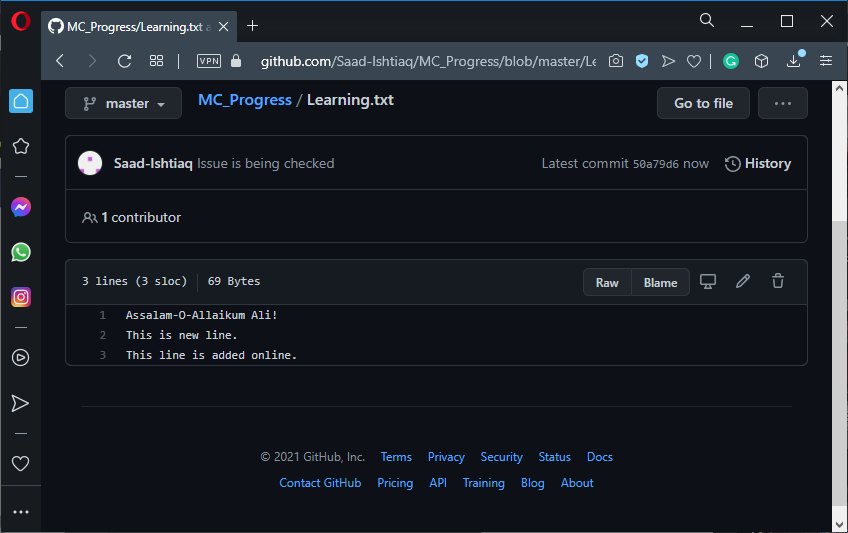 MC_Progress/Learning.txt a
VPN
github.com/Saad-Ishtiaq/MC_Progress/blob/master/Le
master
MC_Progress / Learning.txt
Go to file
...
Saad-Ishtiaq Issue is being checked
Latest commit 50a79d6 now
History
1 contributor
3 lines (3 sloc)
69 Bytes
Raw
Blame
1 Assalam-O-Allaikum Ali!
2 This is new line.
3 This line is added online.
© 2021 GitHub, Inc. Terms Privacy Security Status Docs
Contact GitHub Pricing API Training Blog About